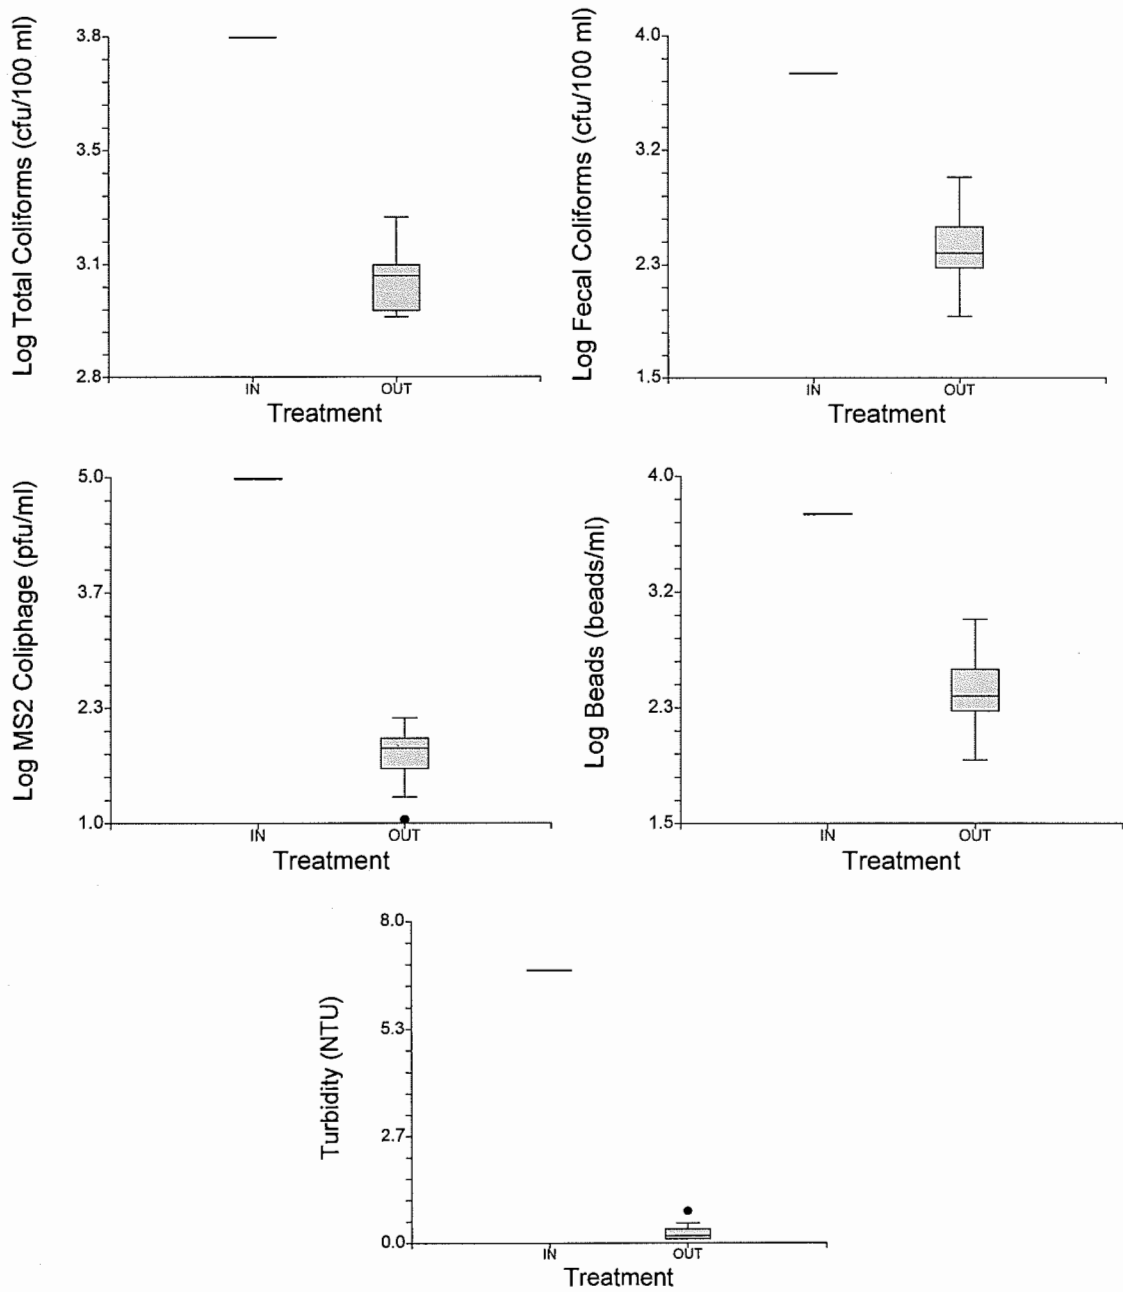 Log Total Coliforms (cfu/100 ml)
3.8
3.5
3.1
2.8
IN
OUT
Treatment
Log Fecal Coliforms (cfu/100 ml)
4.0
3.2
2.3
1.5
IN
OUT
Treatment
Log MS2 Coliphage (pfu/ml)
5.0
3.7
2.3
1.0
IN
OUT
Treatment
Log Beads (beads/ml)
4.0
3.2
2.3
1.5
IN
OUT
Treatment
Turbidity (NTU)
8.0
5.3
2.7
0.0
IN
OUT
Treatment